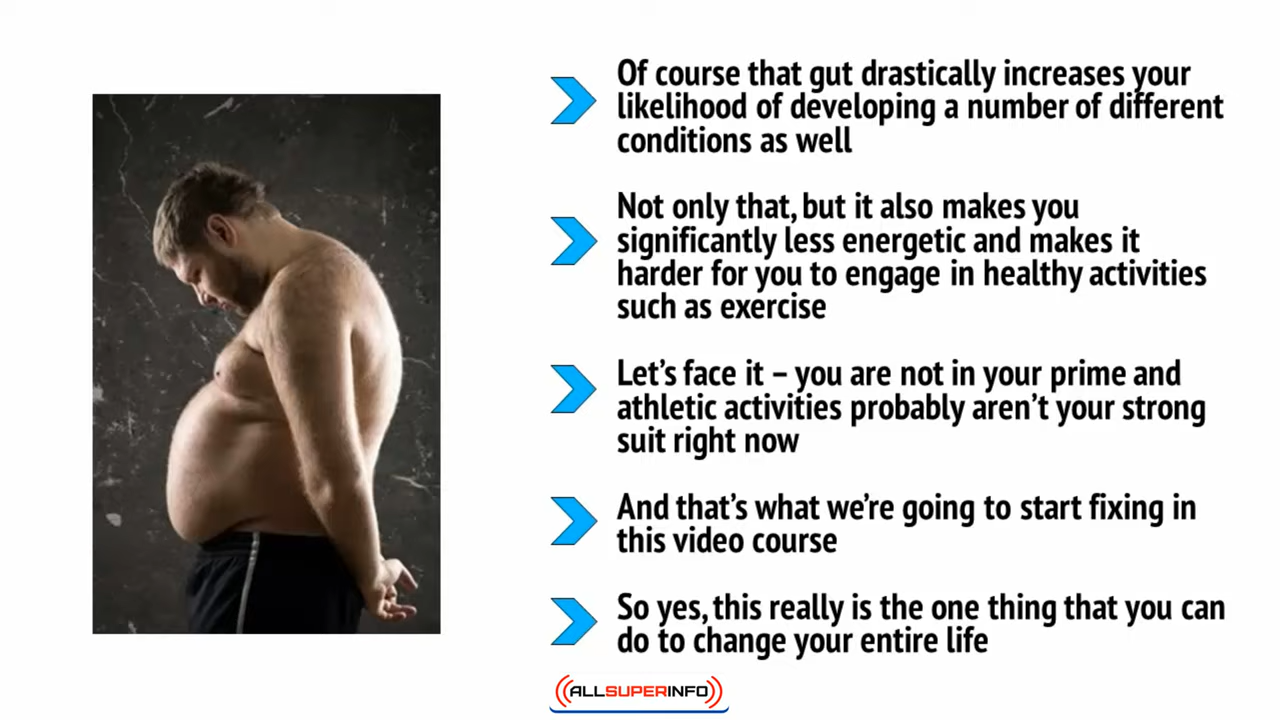 Of course that gut drastically increases your
likelihood of developing a number of different
conditions as well
Not only that, but it also makes you
significantly less energetic and makes it
harder for you to engage in healthy activities
such as exercise
Let's face it – you are not in your prime and
athletic activities probably aren't your strong
suit right now
And that's what we're going to start fixing in
this video course
So yes, this really is the one thing that you can
do to change your entire life
ALLSUPERINFO